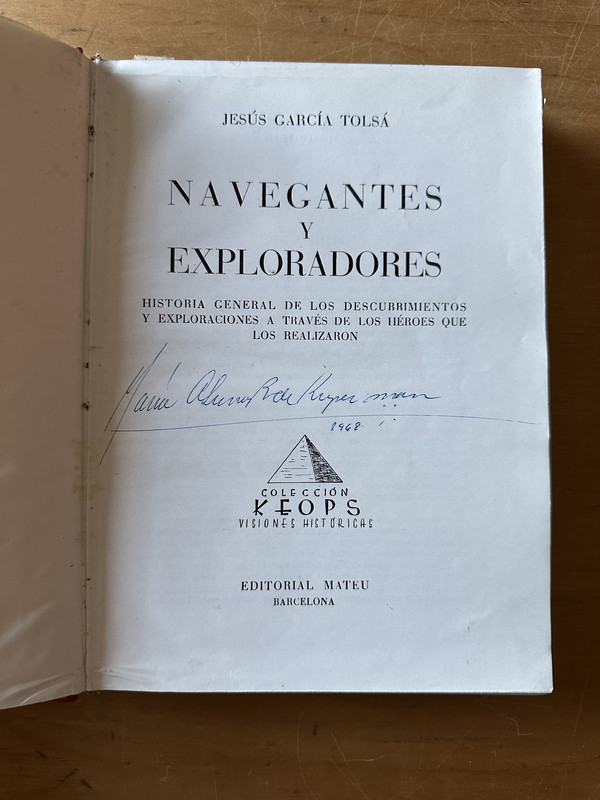 JESÚS GARCÍA TOLSÁ
NAVEGANTES
Y
EXPLORADORES
HISTORIA GENERAL DE LOS DESCUBRIMIENTOS
Y EXPLORACIONES A TRAVÉS DE LOS HÉROES QUE
LOS REALIZARON
María
1968
COLECCIÓN
KEOPS
VISIONES HISTÓRICAS
EDITORIAL MATEU
BARCELONA